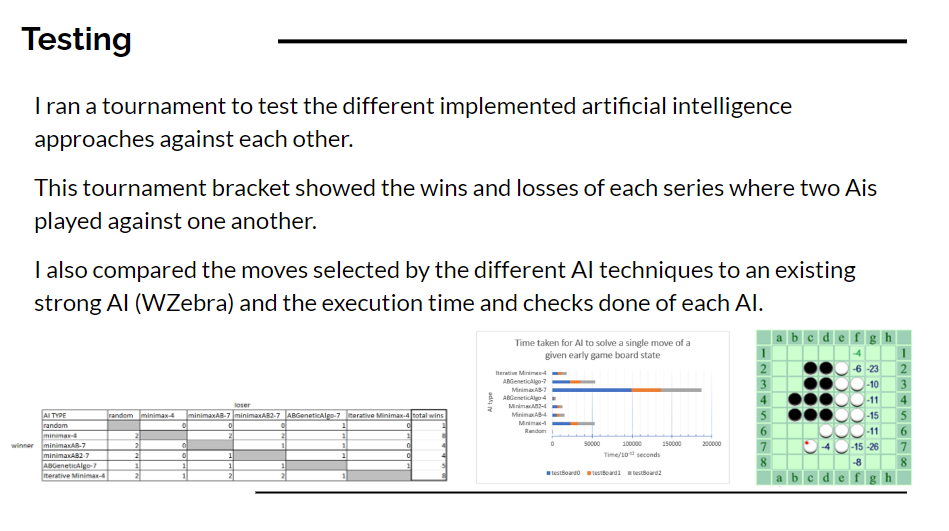 Testing
I ran a tournament to test the different implemented artificial intelligence
approaches against each other.
This tournament bracket showed the wins and losses of each series where two Ais
played against one another.
I also compared the moves selected by the different AI techniques to an existing
strong AI (WZebra) and the execution time and checks done of each AI.
loser
AI TYPE random minimax-4 minimaxAB-7 minimaxAB2-7 ABGeneticAlgo-7 Iterative Minimax-4 total wins
random 0 0 0 1 0 1
minimax-4 2 2 2 1 1 8
winner minimaxAB-7 2 0 1 1 0 4
minimaxAB2-7 2 0 1 1 0 4
ABGeneticAlgo-7 1 1 1 1 1 5
Iterative Minimax-4 2 1 2 2 1 8
Time taken for AI to solve a single move of a
given early game board state
AI type
Iterative Minimax-4
ABGeneticAlgo-7
MinimaxAB-7
ABGeneticAlgo-4
MinimaxAB2-4
MinimaxAB-4
Minimax-4
Random
0 50000 100000 150000 200000
seconds
testBoard0 testBoard1 testBoard2
a b c d e f g h
1 -4 1
2 -6 -23 2
3 -10 3
4 -11 4
5 -15 5
6 -11 6
7 -4 -15 -26 7
8 -8 8
a b c d e f g h